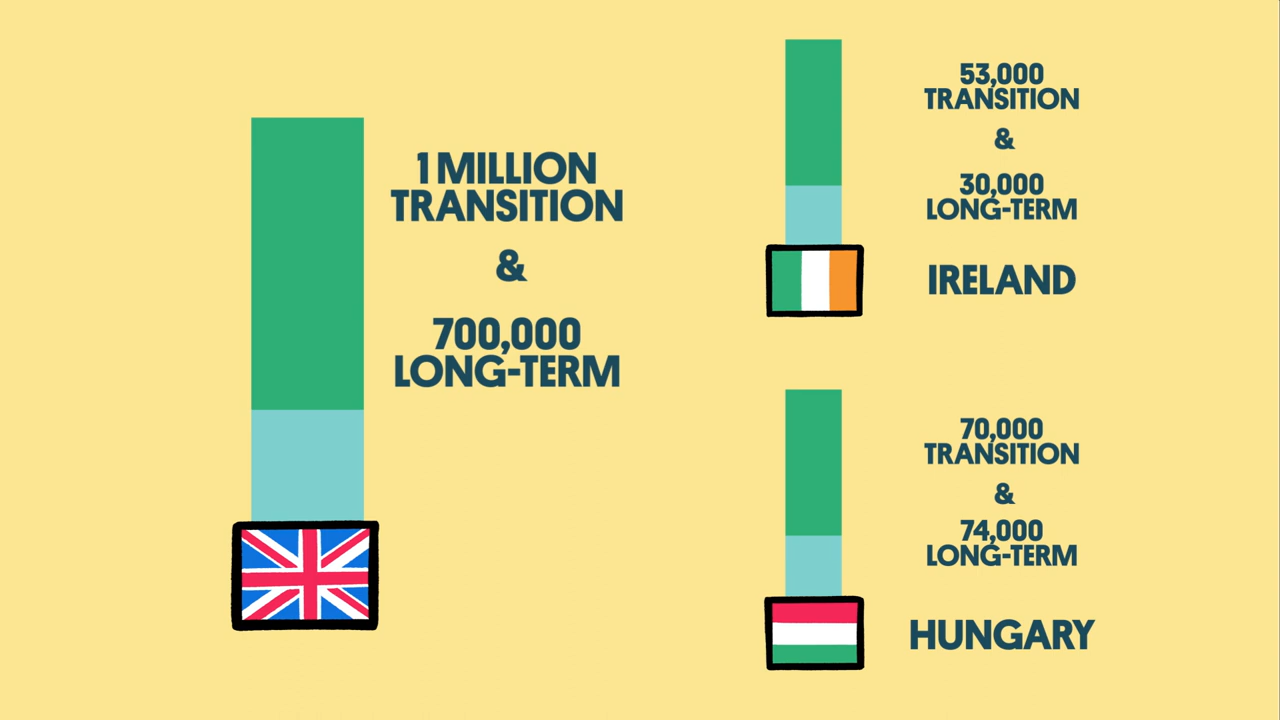 1 MILLION
TRANSITION
&
700,000
LONG-TERM
53,000
TRANSITION
&
30,000
LONG-TERM
IRELAND
70,000
TRANSITION
&
74,000
LONG-TERM
HUNGARY